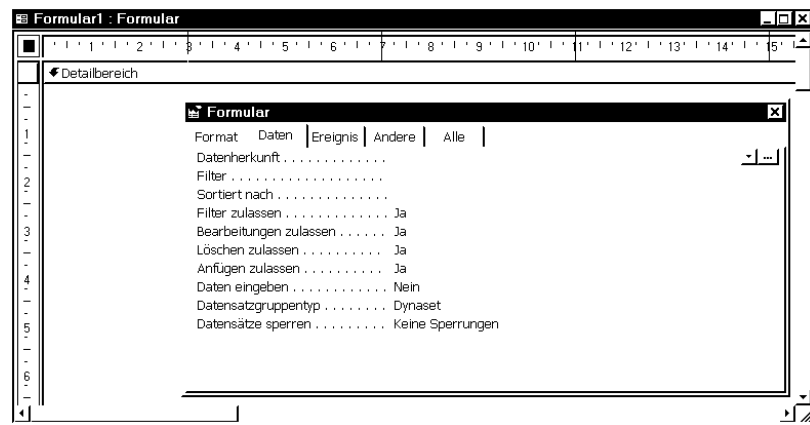 Formular1 : Formular
1 2 3 4 5 6 7 8 9 10 11 12 13 14 15
Detailbereich
Formular
Format Daten Ereignis Andere Alle
Datenherkunft . . . . . . . . . . . . . ...
Filter . . . . . . . . . . . . . . . . . . .
Sortiert nach . . . . . . . . . . . . . .
Filter zulassen . . . . . . . . . . . . . Ja
Bearbeitungen zulassen . . . . . . Ja
Löschen zulassen . . . . . . . . . . Ja
Anfügen zulassen . . . . . . . . . . Ja
Daten eingeben . . . . . . . . . . . . Nein
Datensatzgruppentyp . . . . . . . . Dynaset
Datensätze sperren . . . . . . . . . Keine Sperrungen
1
2
3
4
5
6